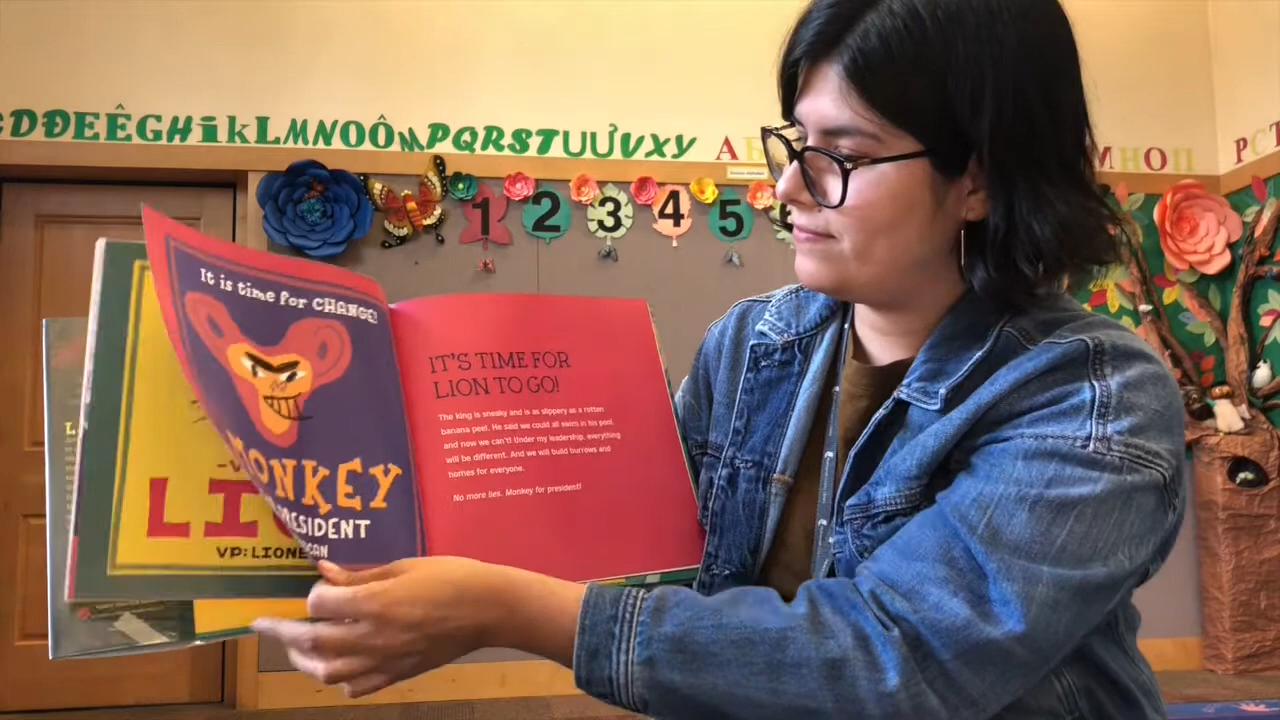 DĐEÊGHiklLMNOÔMPQRSTUƯVXY
A
M H O П
P C T
1 2 3 4 5
It is time for CHANGE!
MONKEY
PRESIDENT
LI
VP: LIONE
IT'S TIME FOR
LION TO GO!
The king is sneaky and is as slippery as a rotten
banana peel. He said we could all swim in his pool,
and now we can't! Under my leadership, everything
will be different. And we will build burrows and
homes for everyone.
No more lies. Monkey for president!